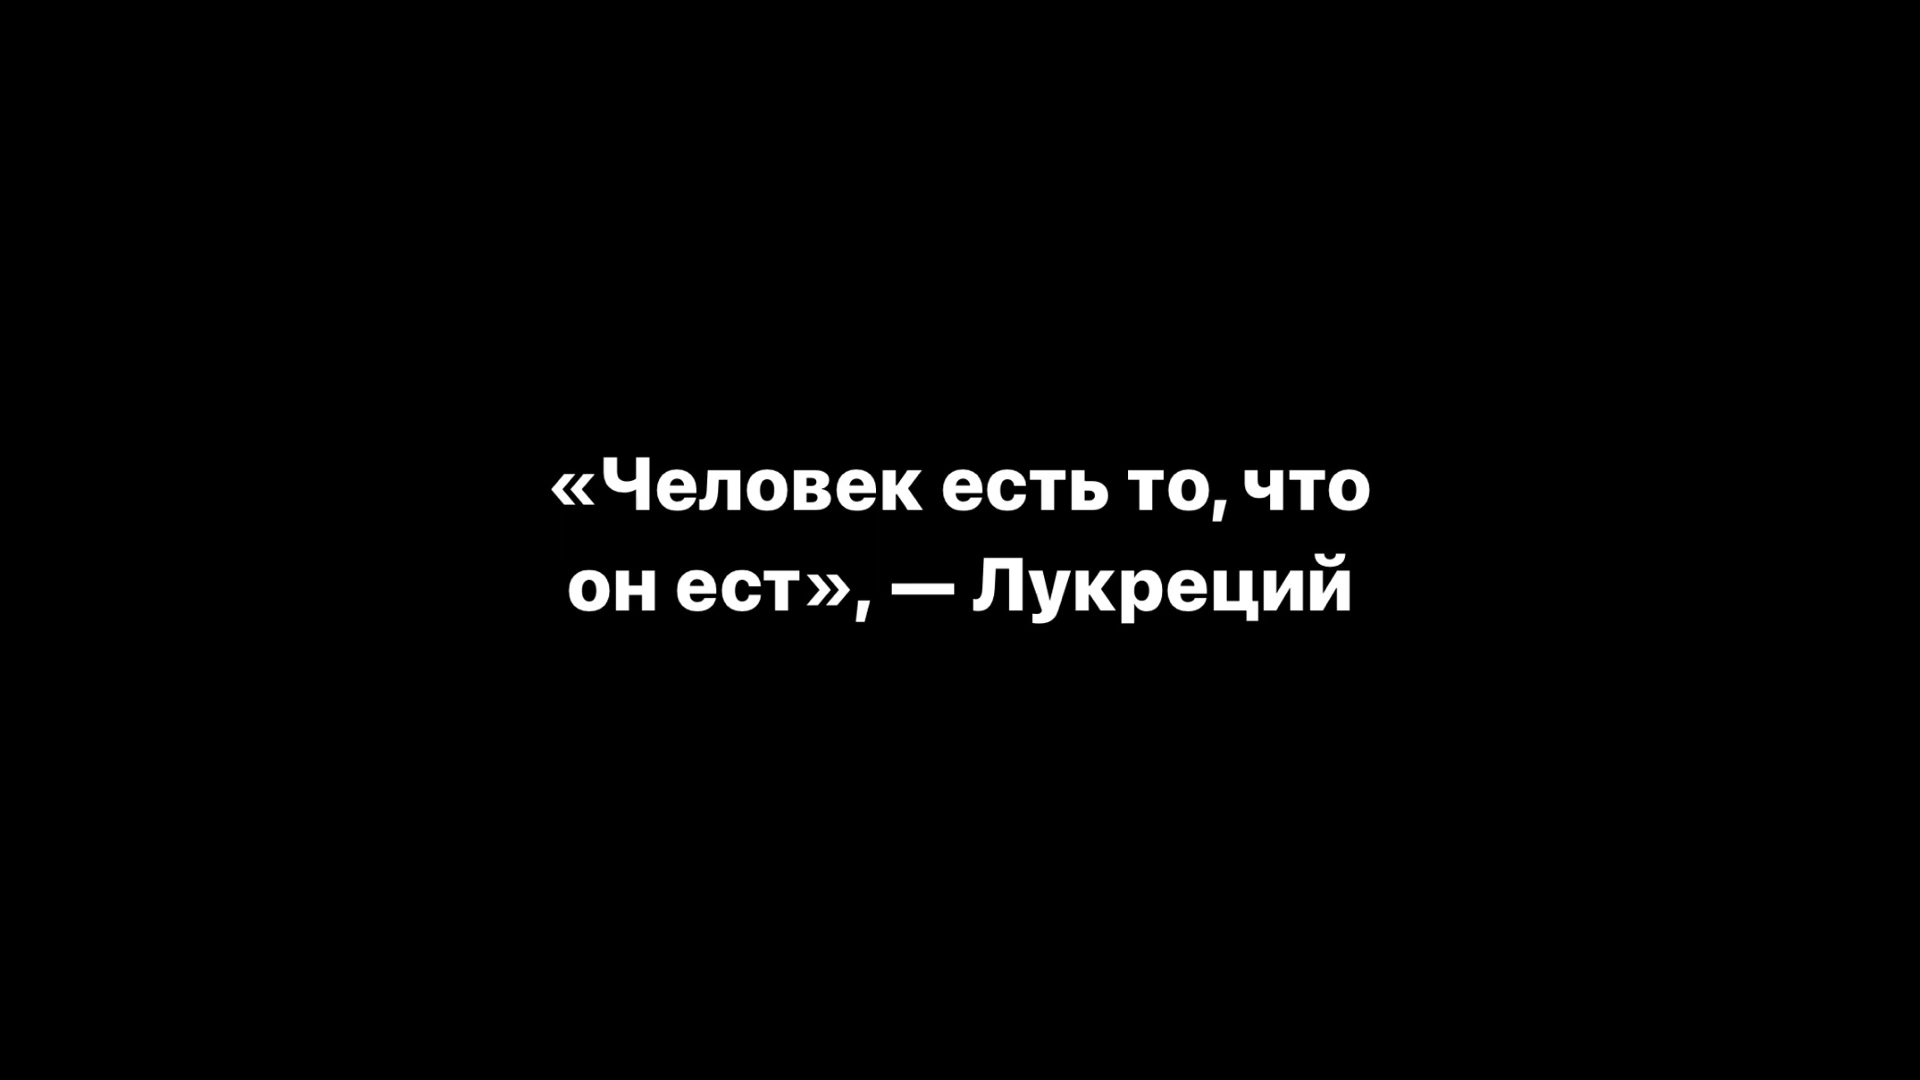 «Человек есть то, что
он ест», — Лукреций